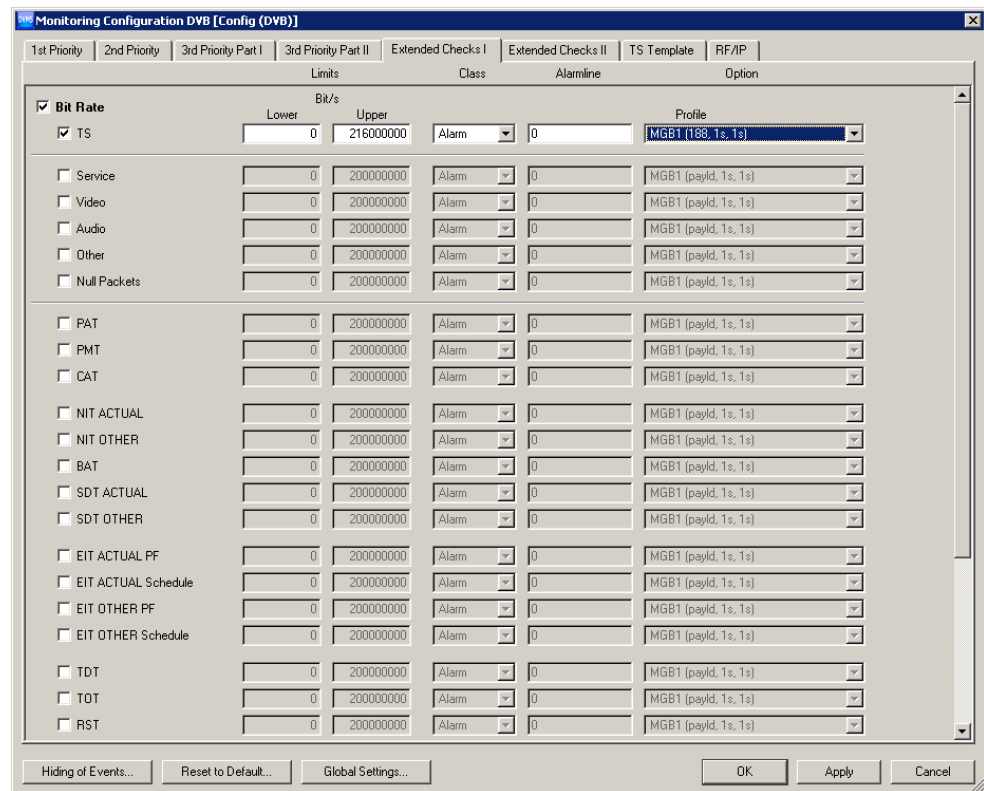 DVMS Monitoring Configuration DVB [Config (DVB)]
1st Priority 2nd Priority 3rd Priority Part I 3rd Priority Part II Extended Checks I Extended Checks II TS Template RF/IP
Limits Class Alarmline Option
Bit Rate Bit/s
Lower Upper Profile
TS 0 216000000 Alarm 0 MGB1 (188, 1s, 1s)
Service 0 200000000 Alarm 0 MGB1 (payld, 1s, 1s)
Video 0 200000000 Alarm 0 MGB1 (payld, 1s, 1s)
Audio 0 200000000 Alarm 0 MGB1 (payld, 1s, 1s)
Other 0 200000000 Alarm 0 MGB1 (payld, 1s, 1s)
Null Packets 0 200000000 Alarm 0 MGB1 (payld, 1s, 1s)
PAT 0 200000000 Alarm 0 MGB1 (payld, 1s, 1s)
PMT 0 200000000 Alarm 0 MGB1 (payld, 1s, 1s)
CAT 0 200000000 Alarm 0 MGB1 (payld, 1s, 1s)
NIT ACTUAL 0 200000000 Alarm 0 MGB1 (payld, 1s, 1s)
NIT OTHER 0 200000000 Alarm 0 MGB1 (payld, 1s, 1s)
BAT 0 200000000 Alarm 0 MGB1 (payld, 1s, 1s)
SDT ACTUAL 0 200000000 Alarm 0 MGB1 (payld, 1s, 1s)
SDT OTHER 0 200000000 Alarm 0 MGB1 (payld, 1s, 1s)
EIT ACTUAL PF 0 200000000 Alarm 0 MGB1 (payld, 1s, 1s)
EIT ACTUAL Schedule 0 200000000 Alarm 0 MGB1 (payld, 1s, 1s)
EIT OTHER PF 0 200000000 Alarm 0 MGB1 (payld, 1s, 1s)
EIT OTHER Schedule 0 200000000 Alarm 0 MGB1 (payld, 1s, 1s)
TDT 0 200000000 Alarm 0 MGB1 (payld, 1s, 1s)
TOT 0 200000000 Alarm 0 MGB1 (payld, 1s, 1s)
RST 0 200000000 Alarm 0 MGB1 (payld, 1s, 1s)
Hiding of Events... Reset to Default... Global Settings... OK Apply Cancel